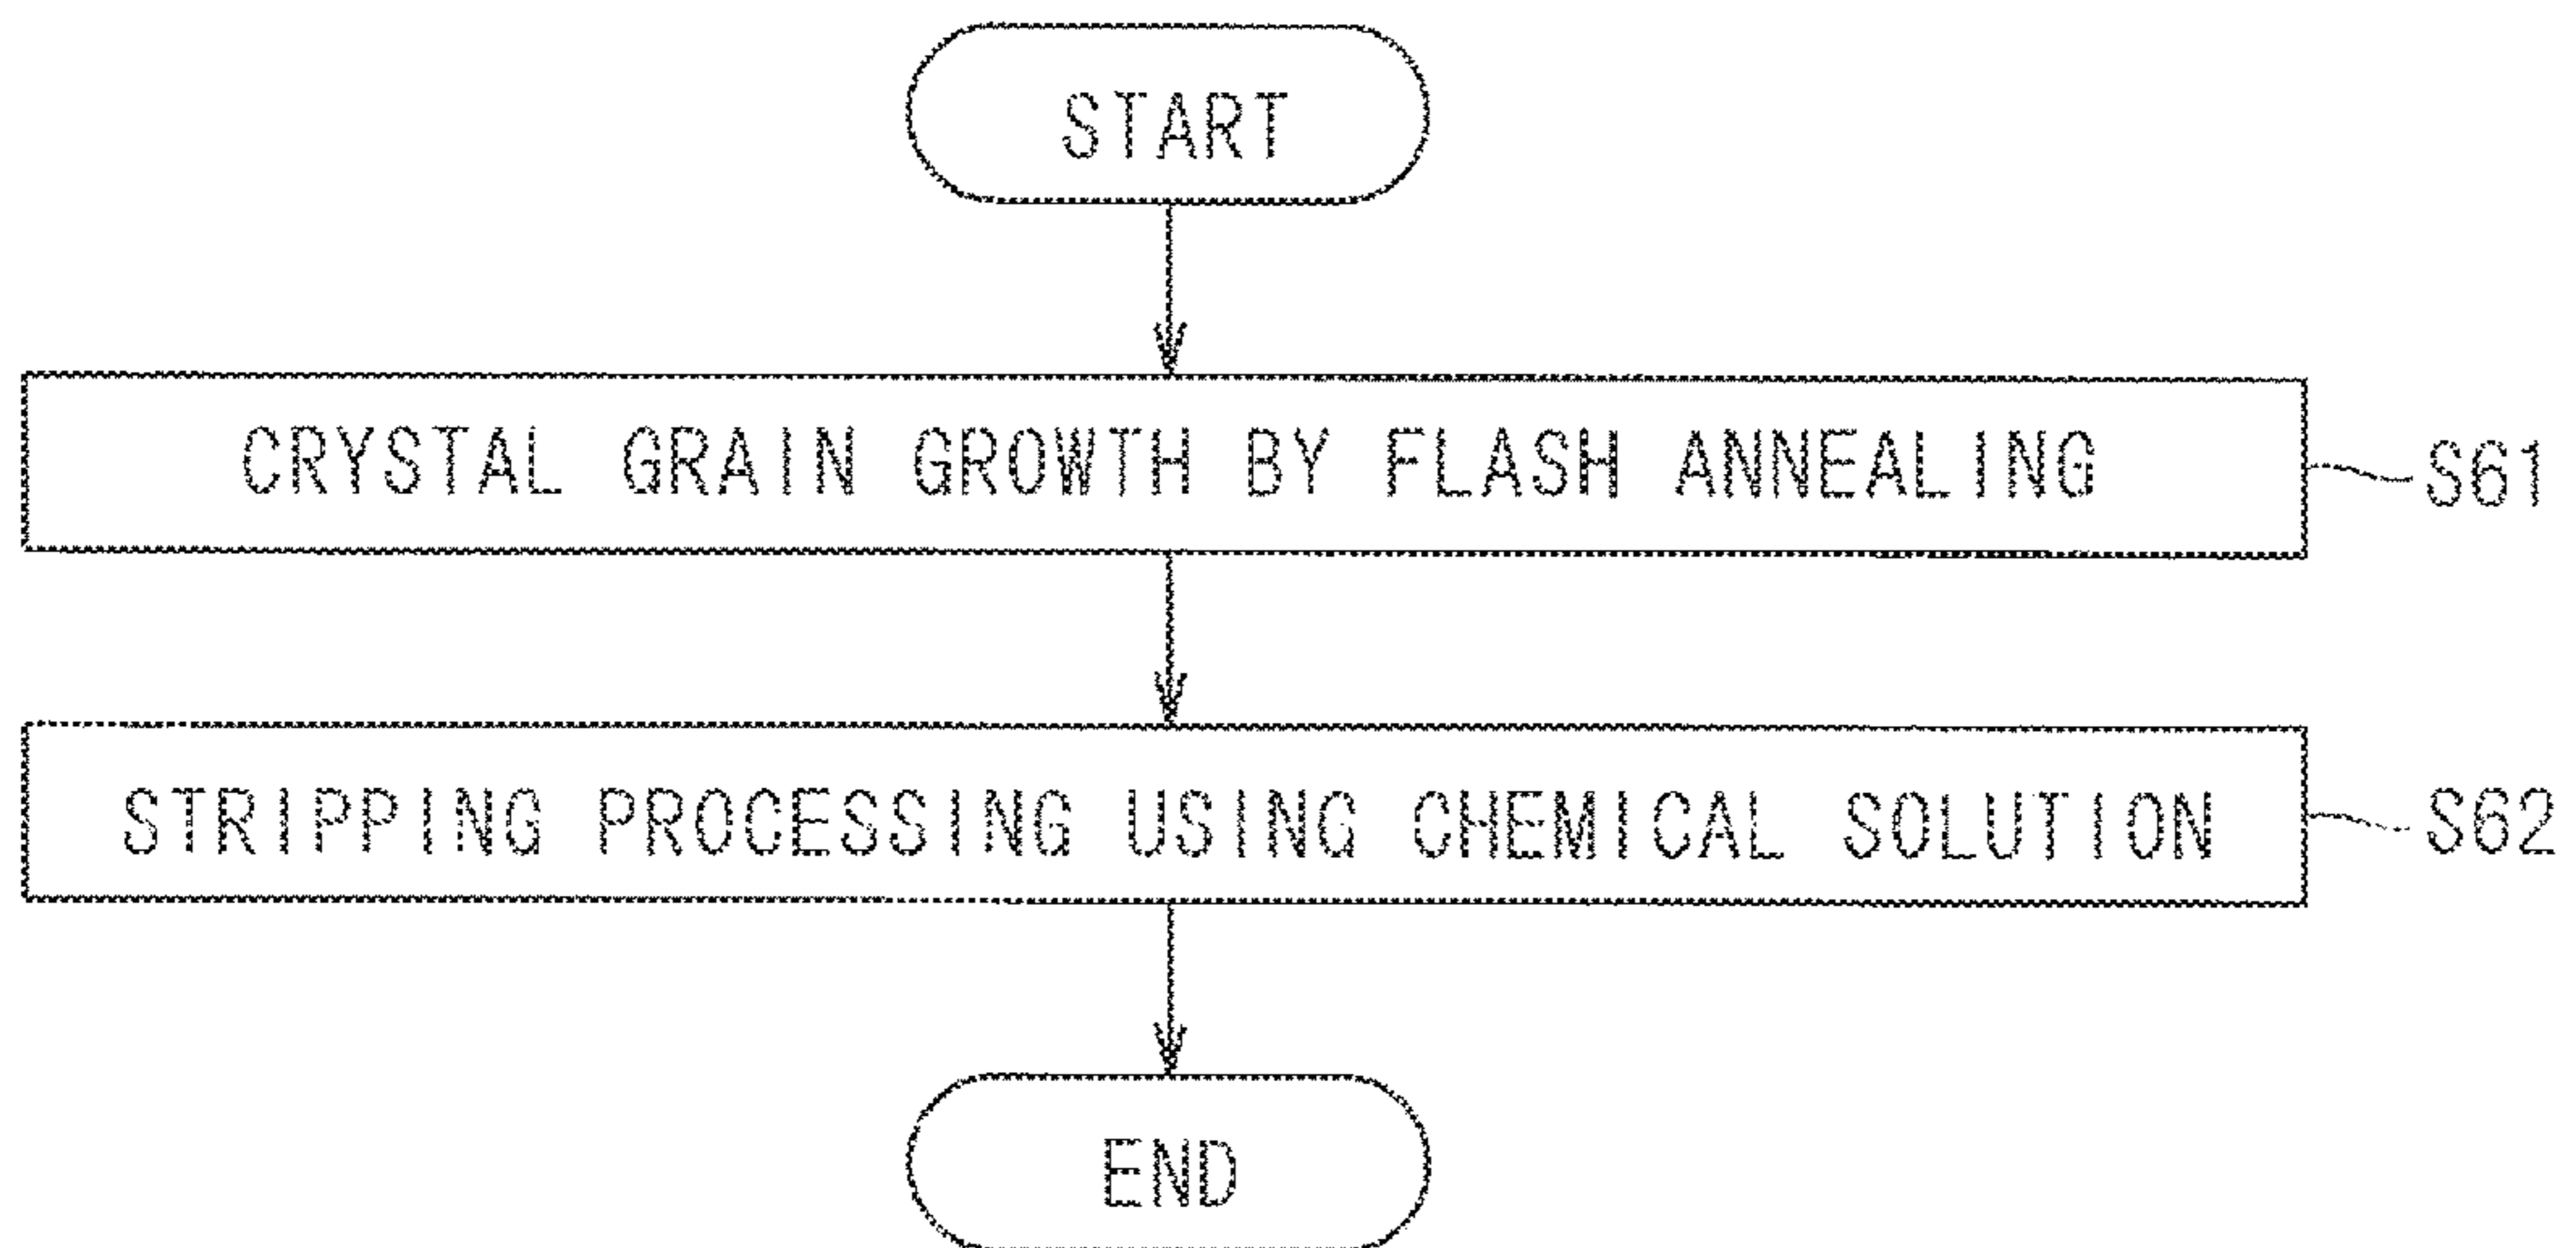 START
CRYSTAL GRAIN GROWTH BY FLASH ANNEALING
S61
STRIPPING PROCESSING USING CHEMICAL SOLUTION
S62
END